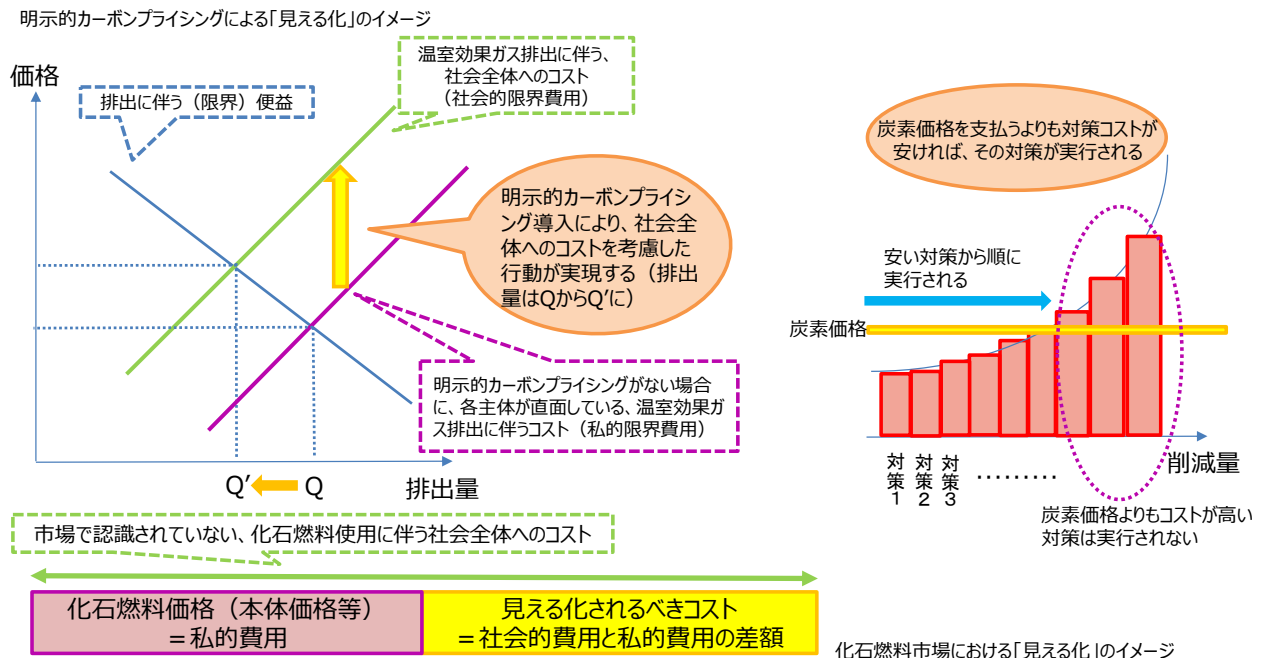 明示的カーボンプライシングによる「見える化」のイメージ
価格
排出に伴う（限界）便益
温室効果ガス排出に伴う、
社会全体へのコスト
（社会的限界費用）
明示的カーボンプライシ
ング導入により、社会全
体へのコストを考慮した
行動が実現する（排出
量はQからQ’に）
明示的カーボンプライシングがない場合
に、各主体が直面している、温室効果ガ
ス排出に伴うコスト（私的限界費用）
Q’
Q
排出量
炭素価格を支払うよりも対策コストが
安ければ、その対策が実行される
安い対策から順に
実行される
炭素価格
対策１
対策２
対策３
………
削減量
炭素価格よりもコストが高い
対策は実行されない
市場で認識されていない、化石燃料使用に伴う社会全体へのコスト
化石燃料価格（本体価格等）
＝私的費用
見える化されるべきコスト
＝社会的費用と私的費用の差額
化石燃料市場における「見える化」のイメージ